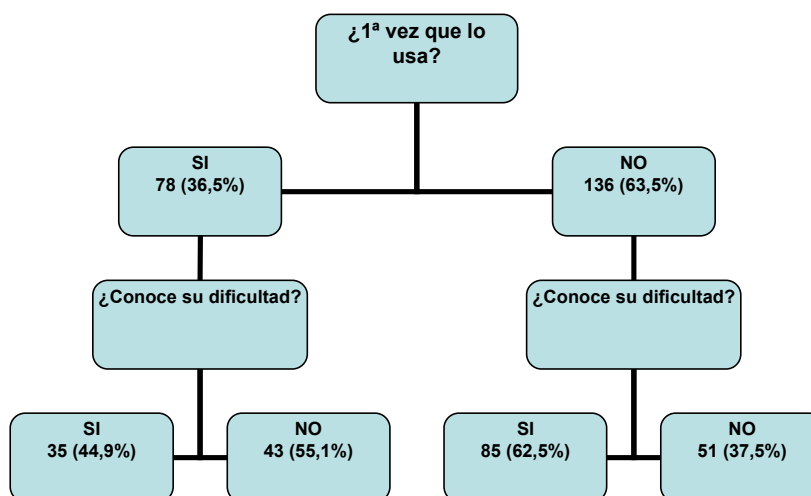 ¿1ª vez que lo
usa?
SI
78 (36,5%)
NO
136 (63,5%)
¿Conoce su dificultad?
¿Conoce su dificultad?
SI
35 (44,9%)
NO
43 (55,1%)
SI
85 (62,5%)
NO
51 (37,5%)